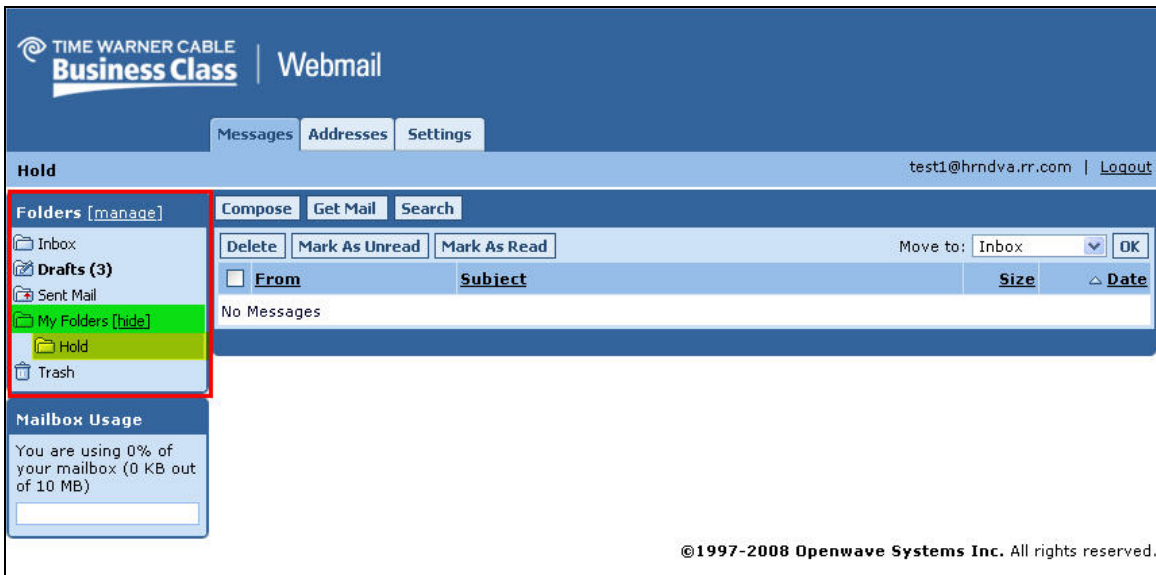 TIME WARNER CABLE
Business Class | Webmail
Messages Addresses Settings
Hold test1@hrndva.rr.com | Logout
Folders [manage]
Inbox
Drafts (3)
Sent Mail
My Folders [hide]
Hold
Trash
Compose Get Mail Search
Delete Mark As Unread Mark As Read Move to: Inbox OK
From Subject Size Date
No Messages
Mailbox Usage
You are using 0% of
your mailbox (0 KB out
of 10 MB)
©1997-2008 Openwave Systems Inc. All rights reserved.